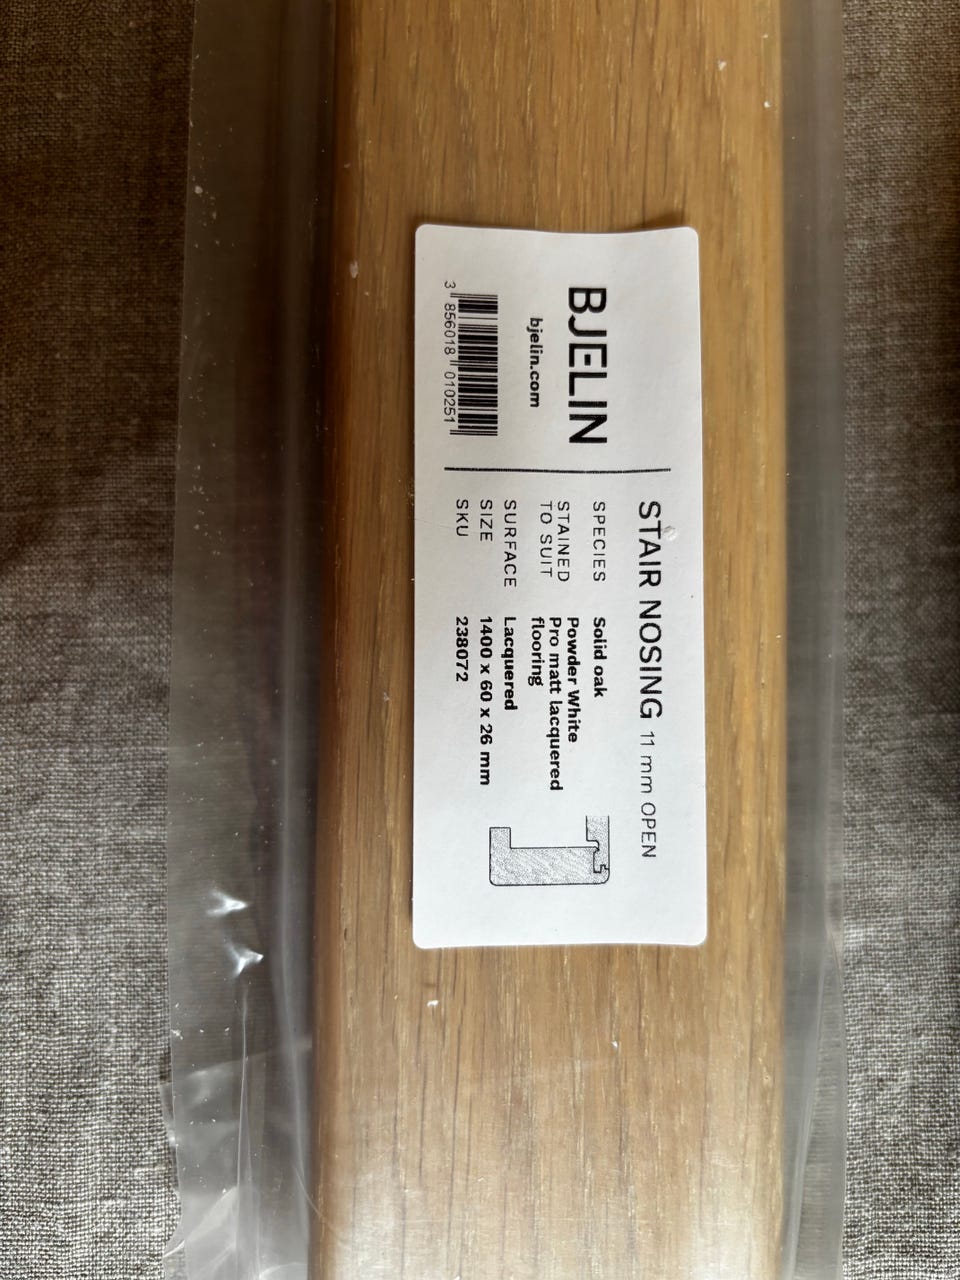 BJELIN
bjelin.com
3 856018 010251
STAIR NOSING 11 mm OPEN
SPECIES Solid oak
STAINED TO SUIT Powder White
Pro matt lacquered
flooring
SURFACE Lacquered
SIZE 1400 x 60 x 26 mm
SKU 238072